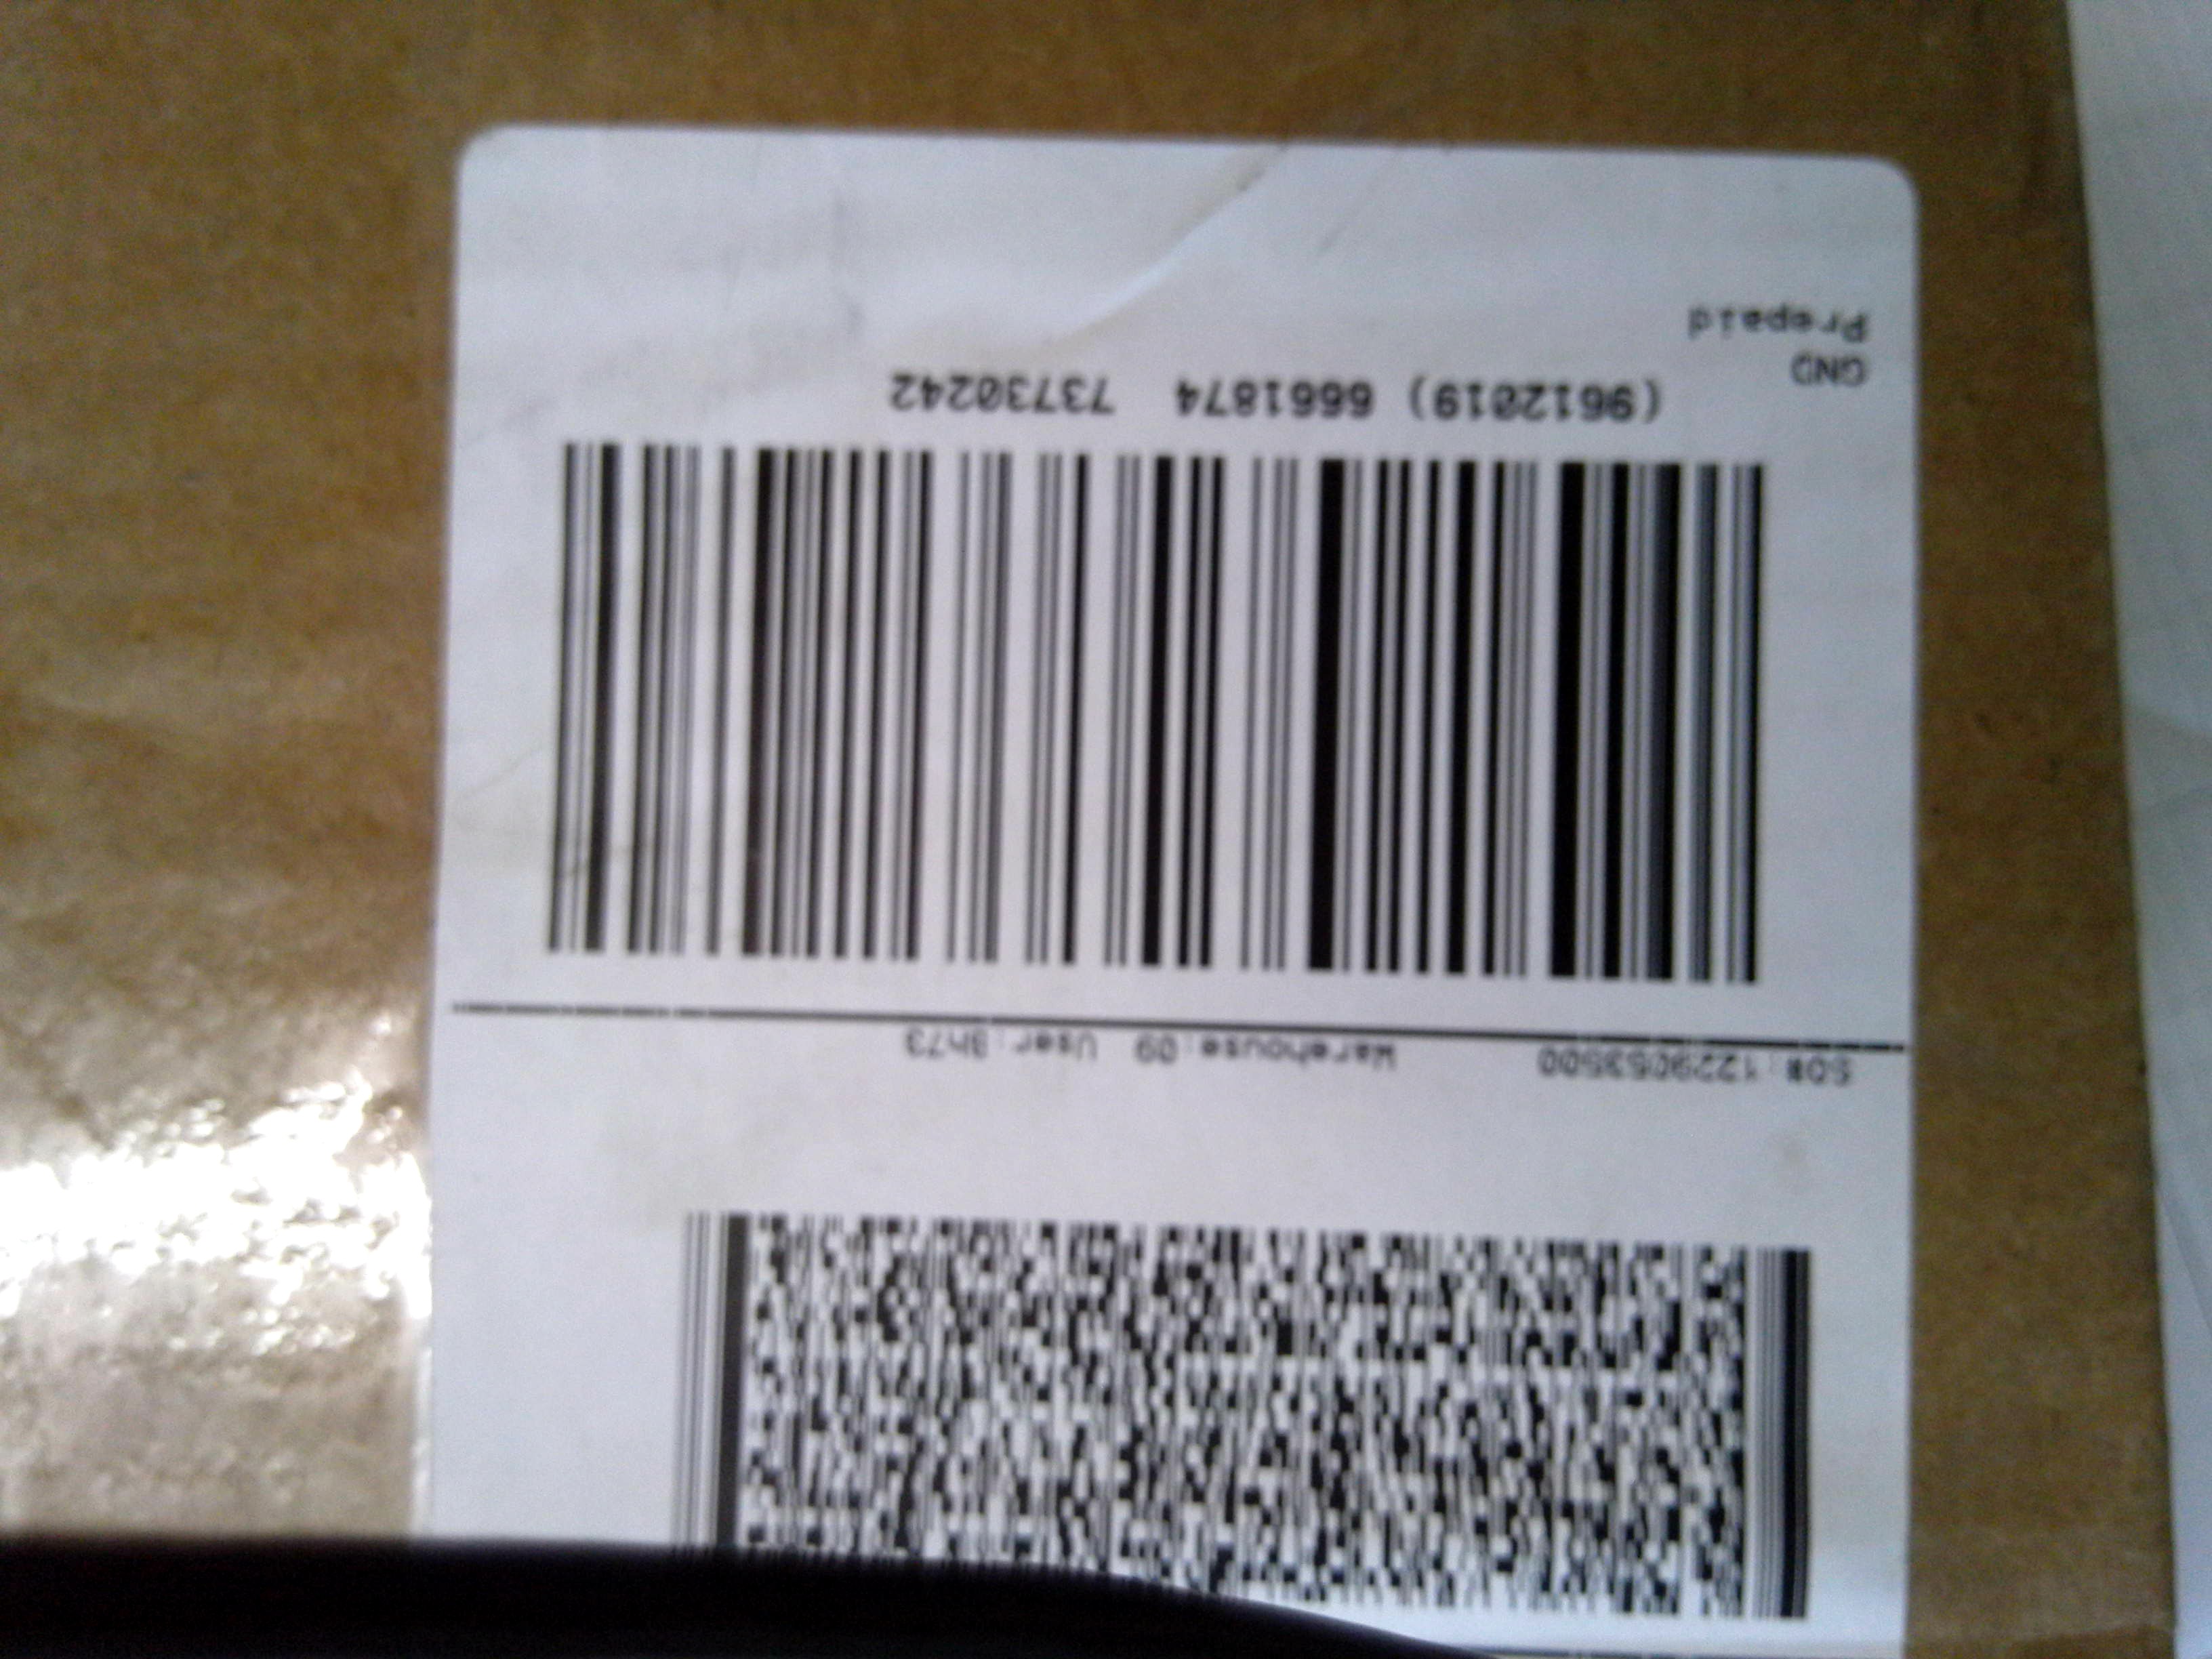 SO#:1229053500 Warehouse:09 User:3h73
(9612019) 6661874 73730242
GND
Prepaid